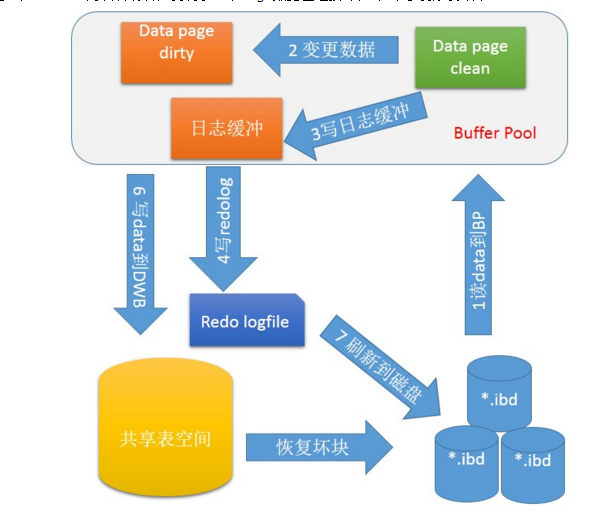 Data page
dirty
2 变更数据
Data page
clean
日志缓冲
3写日志缓冲
Buffer Pool
6 写data到DWB
4写redolog
1读data到BP
Redo logfile
7 刷新到磁盘
共享表空间
恢复坏块
*.ibd
*.ibd
*.ibd